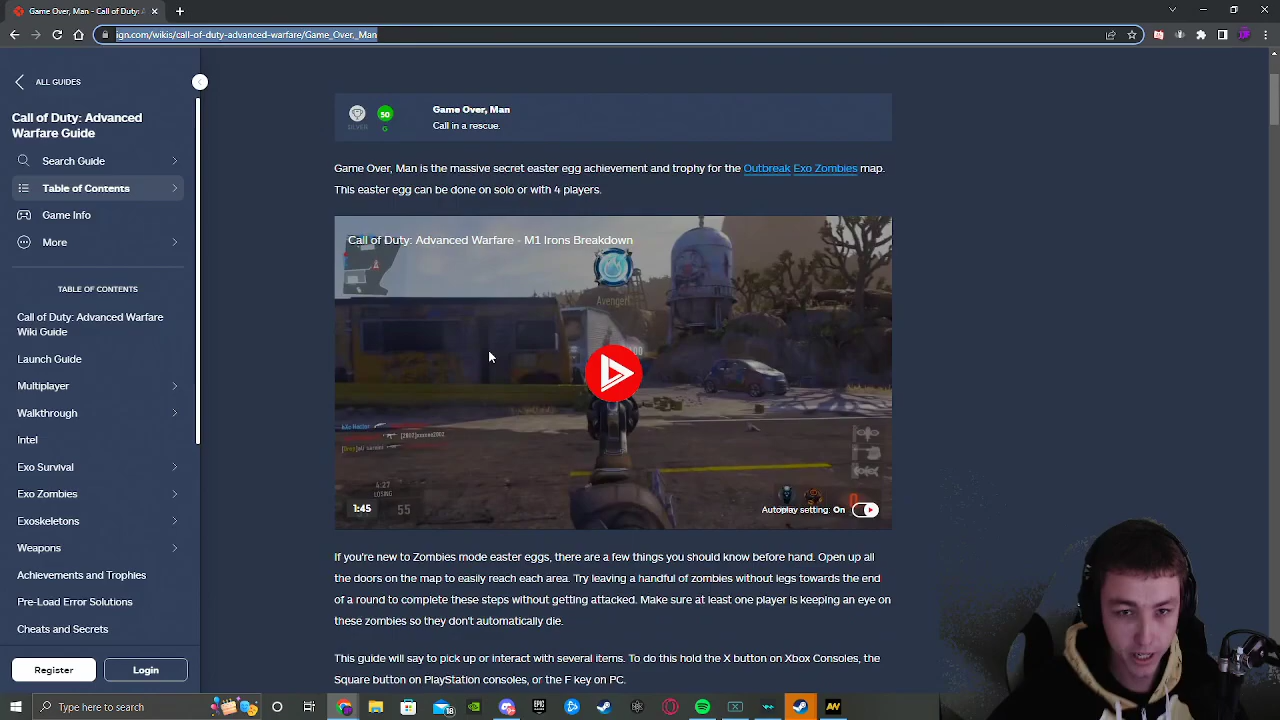 Game Over, Man - Call of Duty: A
ign.com/wikis/call-of-duty-advanced-warfare/Game_Over,_Man
ALL GUIDES
Call of Duty: Advanced
Warfare Guide
Search Guide
Table of Contents
Game Info
More
TABLE OF CONTENTS
Call of Duty: Advanced Warfare
Wiki Guide
Launch Guide
Multiplayer
Walkthrough
Intel
Exo Survival
Exo Zombies
Exoskeletons
Weapons
Achievements and Trophies
Pre-Load Error Solutions
Cheats and Secrets
Register
Login
50
G
Game Over, Man
Call in a rescue.
Game Over, Man is the massive secret easter egg achievement and trophy for the Outbreak Exo Zombies map.
This easter egg can be done on solo or with 4 players.
Call of Duty: Advanced Warfare - M1 Irons Breakdown
Avenger!
4:27
LOSING
55
1:45
Autoplay setting: On
If you're new to Zombies mode easter eggs, there are a few things you should know before hand. Open up all
the doors on the map to easily reach each area. Try leaving a handful of zombies without legs towards the end
of a round to complete these steps without getting attacked. Make sure at least one player is keeping an eye on
these zombies so they don't automatically die.
This guide will say to pick up or interact with several items. To do this hold the X button on Xbox Consoles, the
Square button on PlayStation consoles, or the F key on PC.
Type here to search
EPIC
AW